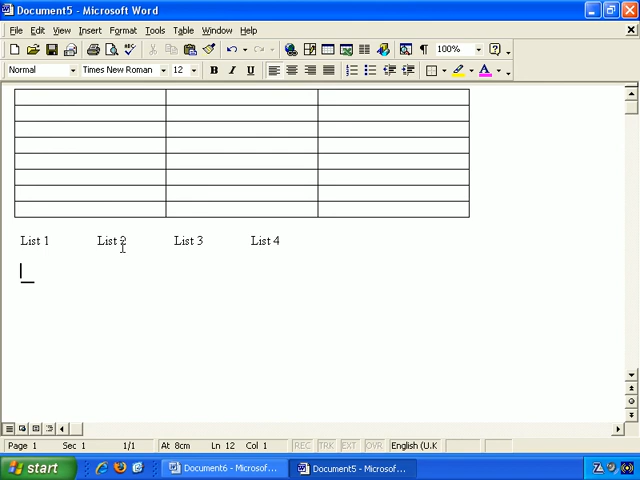 Document5 - Microsoft Word
File Edit View Insert Format Tools Table Window Help
100%
Normal Times New Roman 12 B I U
List 1 List 2 List 3 List 4
Page 1 Sec 1 1/1 At 8cm Ln 12 Col 1 REC TRK EXT OVR English (U.K
start Document6 - Microsof... Document5 - Microsof...